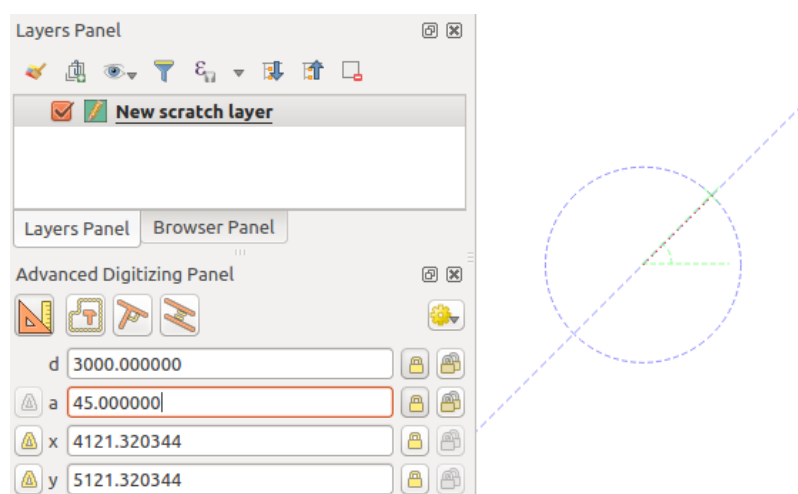 Layers Panel
New scratch layer
Layers Panel Browser Panel
Advanced Digitizing Panel
d 3000.000000
a 45.000000
x 4121.320344
y 5121.320344